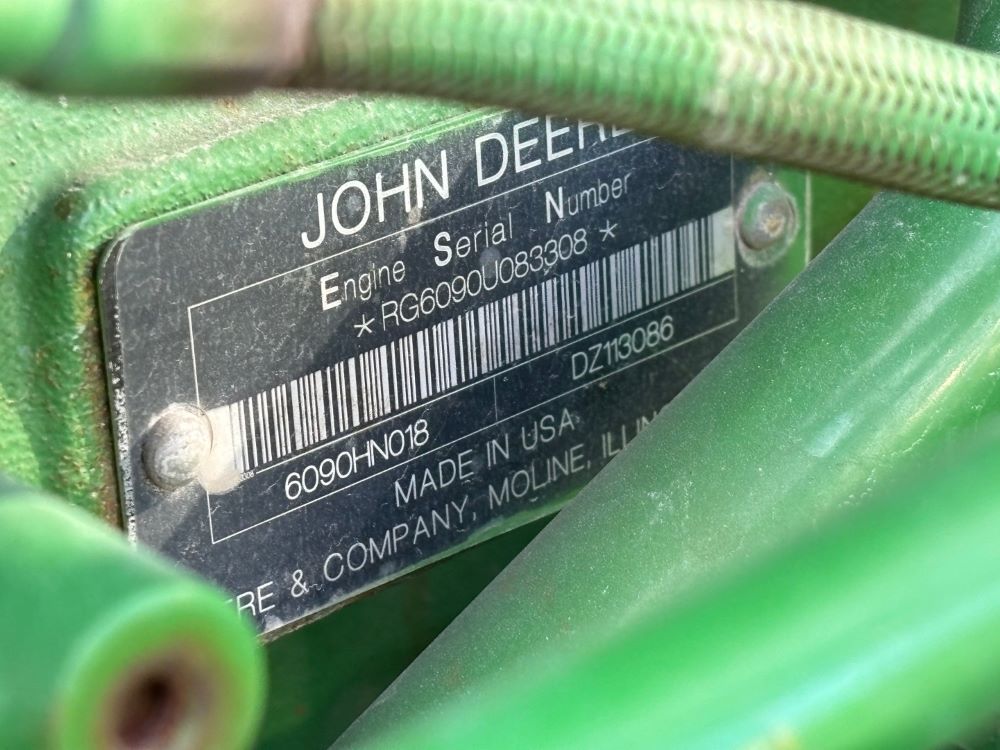 JOHN DEERE
Engine Serial Number
*RG6090U083308*
6090HN018 DZ113086
MADE IN USA
& COMPANY, MOLINE,